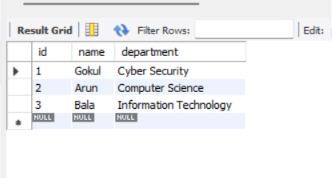 Result Grid Filter Rows: Edit:
id name department
1 Gokul Cyber Security
2 Arun Computer Science
3 Bala Information Technology
NULL NULL NULL